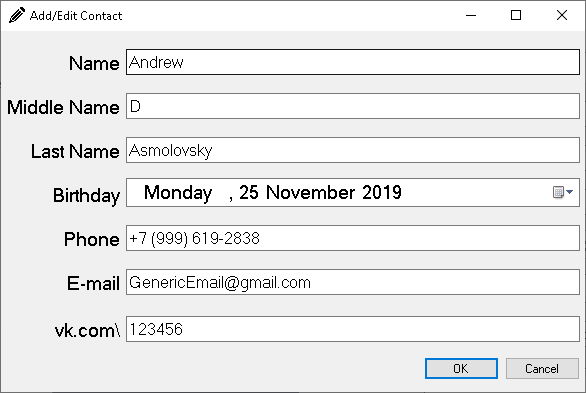 Add/Edit Contact
Name Andrew
Middle Name D
Last Name Asmolovsky
Birthday Monday , 25 November 2019
Phone +7 (999) 619-2838
E-mail GenericEmail@gmail.com
vk.com\ 123456
OK Cancel